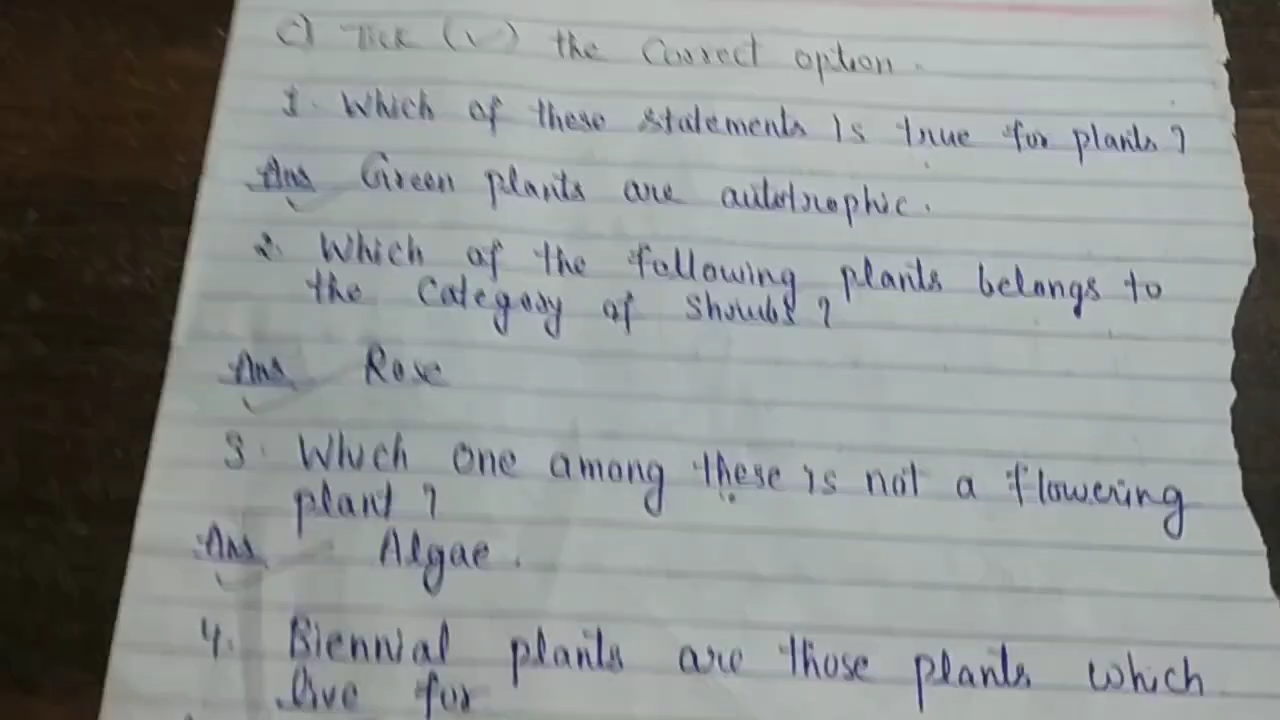 C) Tick (✓) the correct option.
1. Which of these statements is true for plants?
Ans Green plants are autotrophic.
2. Which of the following plants belongs to
the category of shrubs?
Ans Rose
3. Which one among these is not a flowering
plant?
Ans Algae.
4. Biennial plants are those plants which
live for